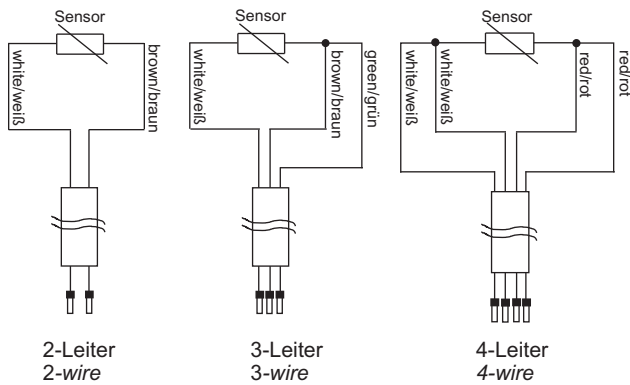 Sensor
white/weiß
brown/braun
2-Leiter
2-wire
Sensor
white/weiß
brown/braun
green/grün
3-Leiter
3-wire
Sensor
white/weiß
white/weiß
red/rot
red/rot
4-Leiter
4-wire